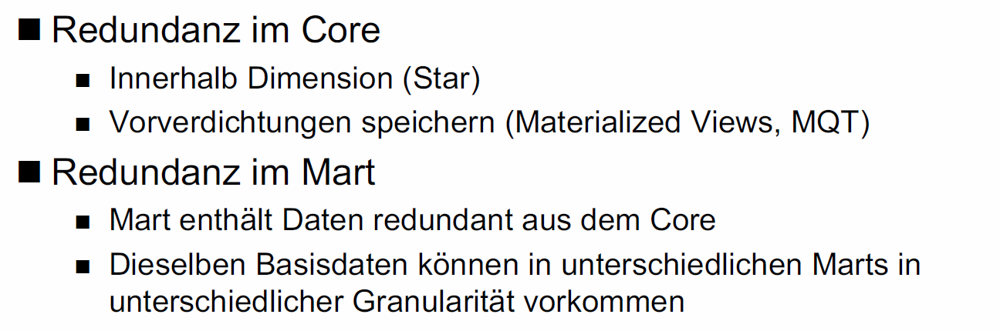 Redundanz im Core
Innerhalb Dimension (Star)
Vorverdichtungen speichern (Materialized Views, MQT)
Redundanz im Mart
Mart enthält Daten redundant aus dem Core
Dieselben Basisdaten können in unterschiedlichen Marts in
unterschiedlicher Granularität vorkommen